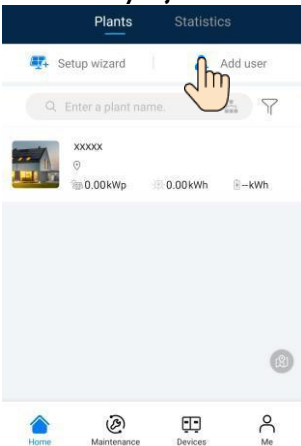 Plants Statistics
Setup wizard Add user
Enter a plant name.
xxxxx
0.00kWp 0.00kWh --kWh
Home Maintenance Devices Me